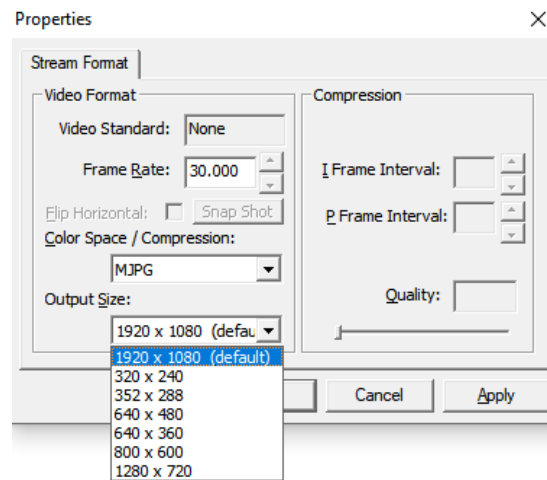 Properties
Stream Format
Video Format
Video Standard: None
Frame Rate: 30.000
Flip Horizontal: Snap Shot
Color Space / Compression:
MJPG
Output Size:
1920 x 1080 (defau
1920 x 1080 (default)
320 x 240
352 x 288
640 x 480
640 x 360
800 x 600
1280 x 720
Compression
I Frame Interval:
P Frame Interval:
Quality:
Cancel Apply